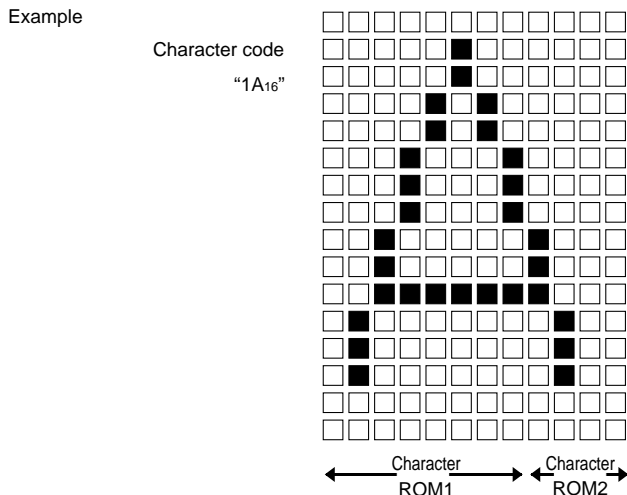 Example
Character code
“1A16”
Character Character
ROM1 ROM2